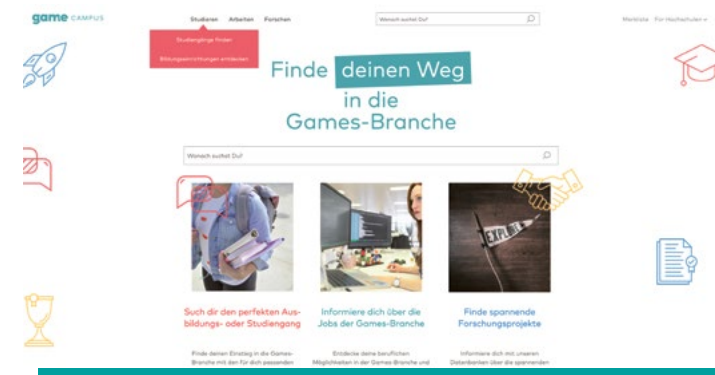 game CAMPUS
Studieren Arbeiten Forschen
Wonach suchst Du?
Merkliste Für Hochschulen
Studiengänge finden
Bildungseinrichtungen entdecken
Finde deinen Weg
in die
Games-Branche
Wonach suchst Du?
EXPLORE
Such dir den perfekten Aus-
bildungs- oder Studiengang
Informiere dich über die
Jobs der Games-Branche
Finde spannende
Forschungsprojekte
Finde deinen Einstieg in die Games-
Branche mit den für dich passenden
Entdecke deine beruflichen
Möglichkeiten in der Games-Branche und
Informiere dich mit unseren
Datenbanken über die spannenden